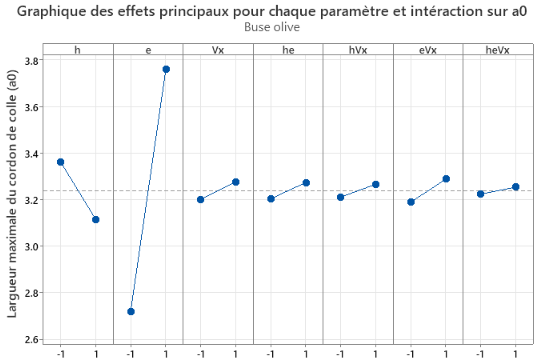 Graphique des effets principaux pour chaque paramètre et intéraction sur a0
Buse olive
h e Vx he hVx eVx heVx
Largueur maximale du cordon de colle (a0)
3.8
3.6
3.4
3.2
3.0
2.8
2.6
-1 1 -1 1 -1 1 -1 1 -1 1 -1 1 -1 1